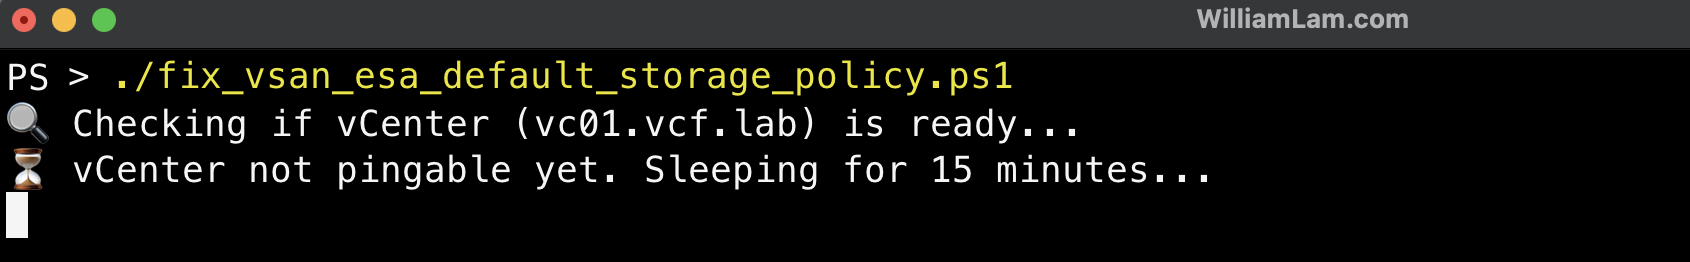 WilliamLam.com
PS > ./fix_vsan_esa_default_storage_policy.ps1
🔍 Checking if vCenter (vc01.vcf.lab) is ready...
⏳ vCenter not pingable yet. Sleeping for 15 minutes...